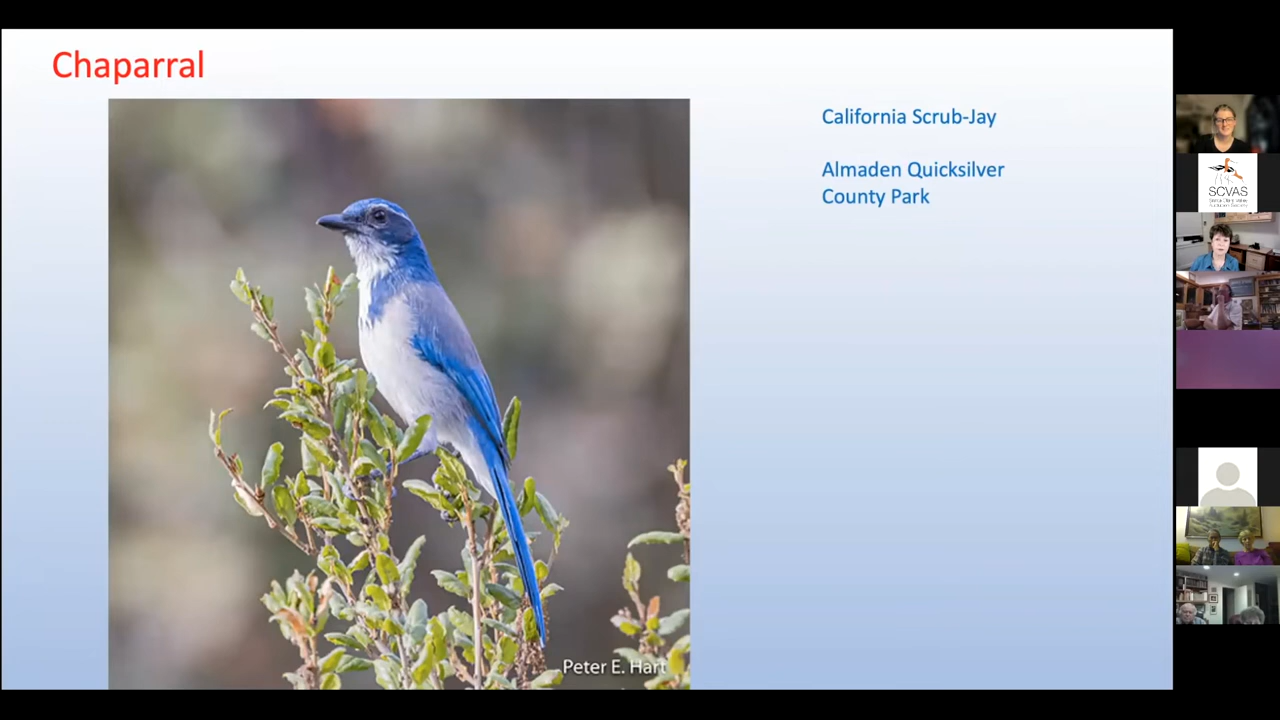 Chaparral
California Scrub-Jay
Almaden Quicksilver
County Park
Peter E. Hart
SCVAS